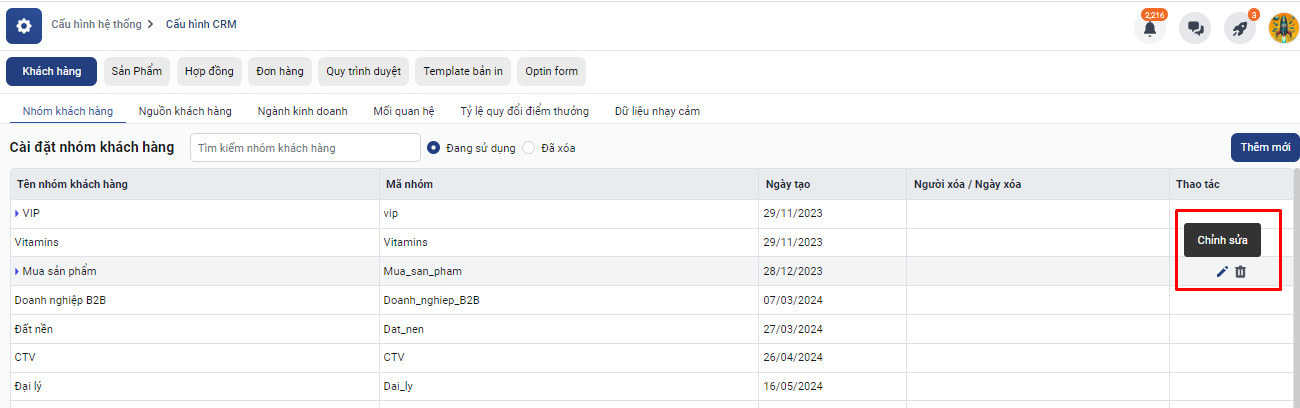 Cấu hình hệ thống Cấu hình CRM
2,216
3
Khách hàng Sản Phẩm Hợp đồng Đơn hàng Quy trình duyệt Template bản in Optin form
Nhóm khách hàng Nguồn khách hàng Ngành kinh doanh Mối quan hệ Tỷ lệ quy đổi điểm thưởng Dữ liệu nhạy cảm
Cài đặt nhóm khách hàng Tìm kiếm nhóm khách hàng Đang sử dụng Đã xóa Thêm mới
Tên nhóm khách hàng Mã nhóm Ngày tạo Người xóa / Ngày xóa Thao tác
VIP vip 29/11/2023
Vitamins Vitamins 29/11/2023 Chỉnh sửa
Mua sản phẩm Mua_san_pham 28/12/2023
Doanh nghiệp B2B Doanh_nghiep_B2B 07/03/2024
Đất nền Dat_nen 27/03/2024
CTV CTV 26/04/2024
Đại lý Dai_ly 16/05/2024